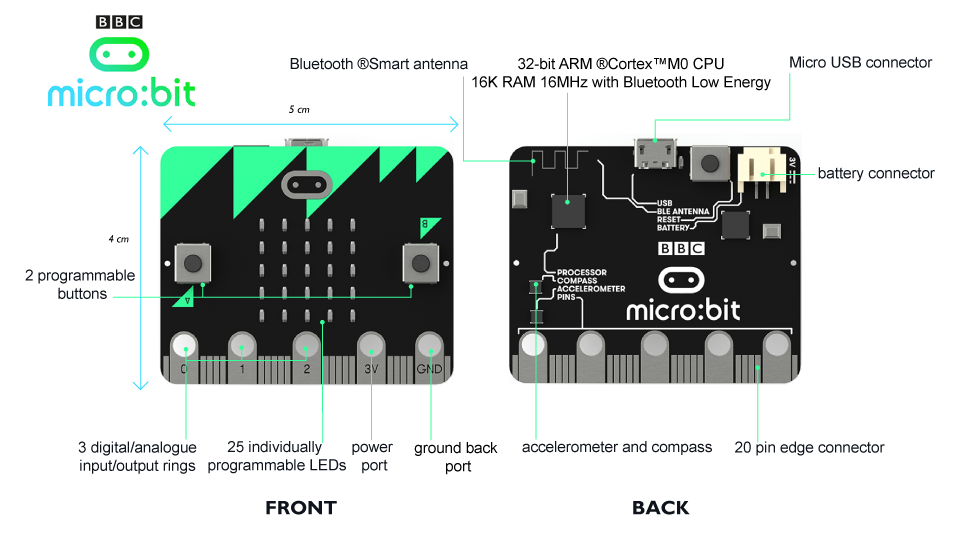 BBC
micro:bit
Bluetooth ®Smart antenna
32-bit ARM ®Cortex™M0 CPU
16K RAM 16MHz with Bluetooth Low Energy
Micro USB connector
5 cm
4 cm
battery connector
2 programmable
buttons
B
A
0
1
2
3V
GND
3V
USB
BLE ANTENNA
RESET
BATTERY
BBC
micro:bit
PROCESSOR
COMPASS
ACCELEROMETER
PINS
3 digital/analogue
input/output rings
25 individually
programmable LEDs
power
port
ground back
port
accelerometer and compass
20 pin edge connector
FRONT
BACK